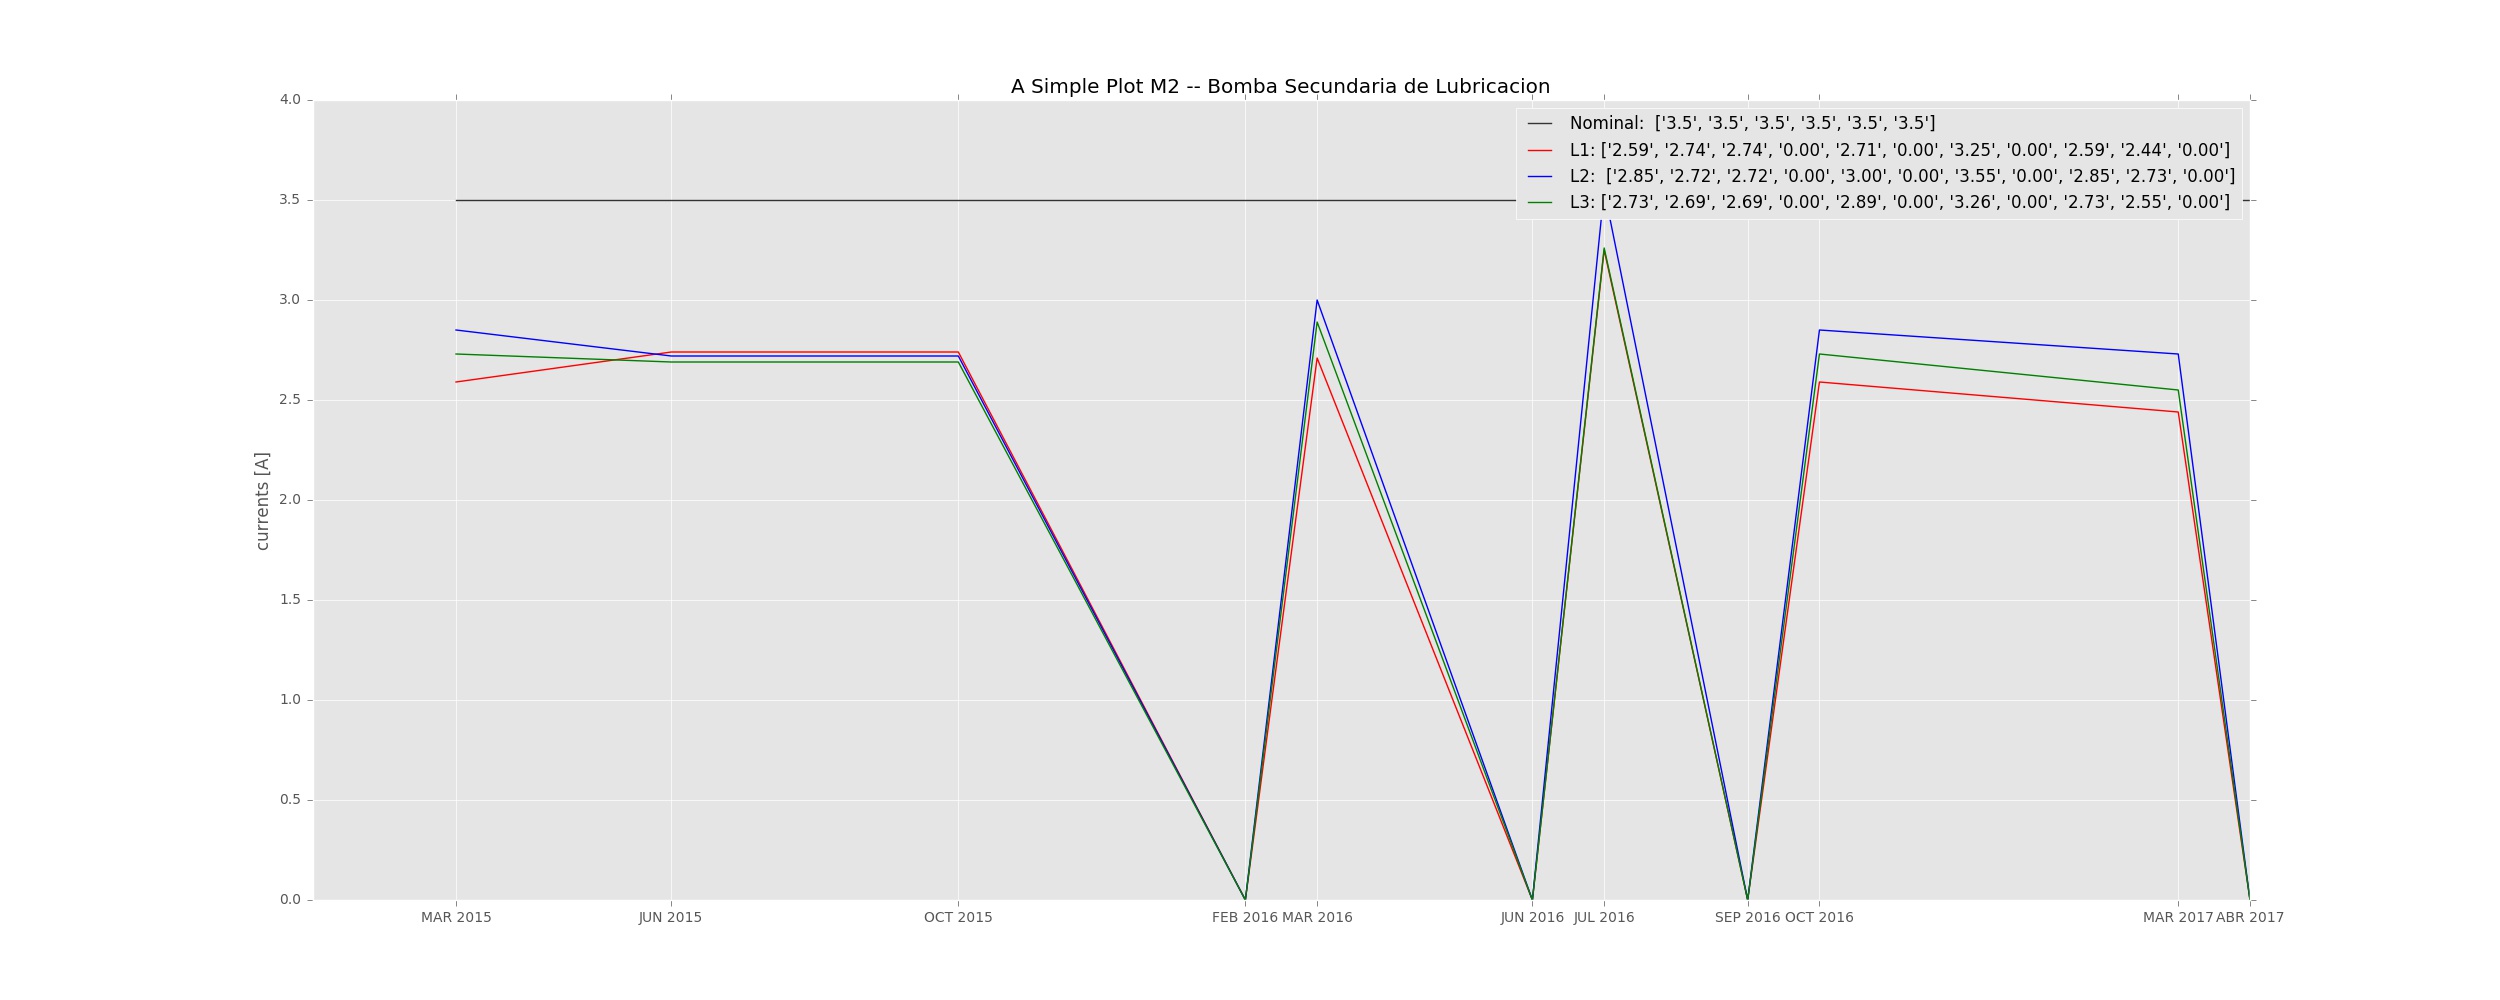 A Simple Plot M2 -- Bomba Secundaria de Lubricacion
Nominal:  ['3.5', '3.5', '3.5', '3.5', '3.5', '3.5']
L1: ['2.59', '2.74', '2.74', '0.00', '2.71', '0.00', '3.25', '0.00', '2.59', '2.44', '0.00']
L2:  ['2.85', '2.72', '2.72', '0.00', '3.00', '0.00', '3.55', '0.00', '2.85', '2.73', '0.00']
L3: ['2.73', '2.69', '2.69', '0.00', '2.89', '0.00', '3.26', '0.00', '2.73', '2.55', '0.00']
currents [A]
4.0
3.5
3.0
2.5
2.0
1.5
1.0
0.5
0.0
MAR 2015 JUN 2015 OCT 2015 FEB 2016 MAR 2016 JUN 2016 JUL 2016 SEP 2016 OCT 2016 MAR 2017 ABR 2017